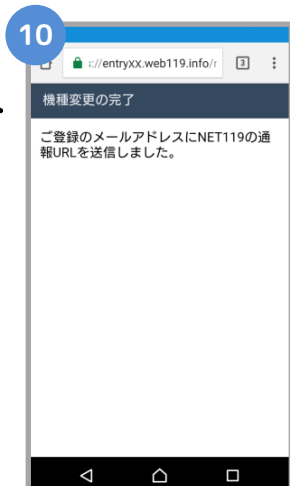 10
://entryxx.web119.info/r
3
機種変更の完了
ご登録のメールアドレスにNET119の通
報URLを送信しました。